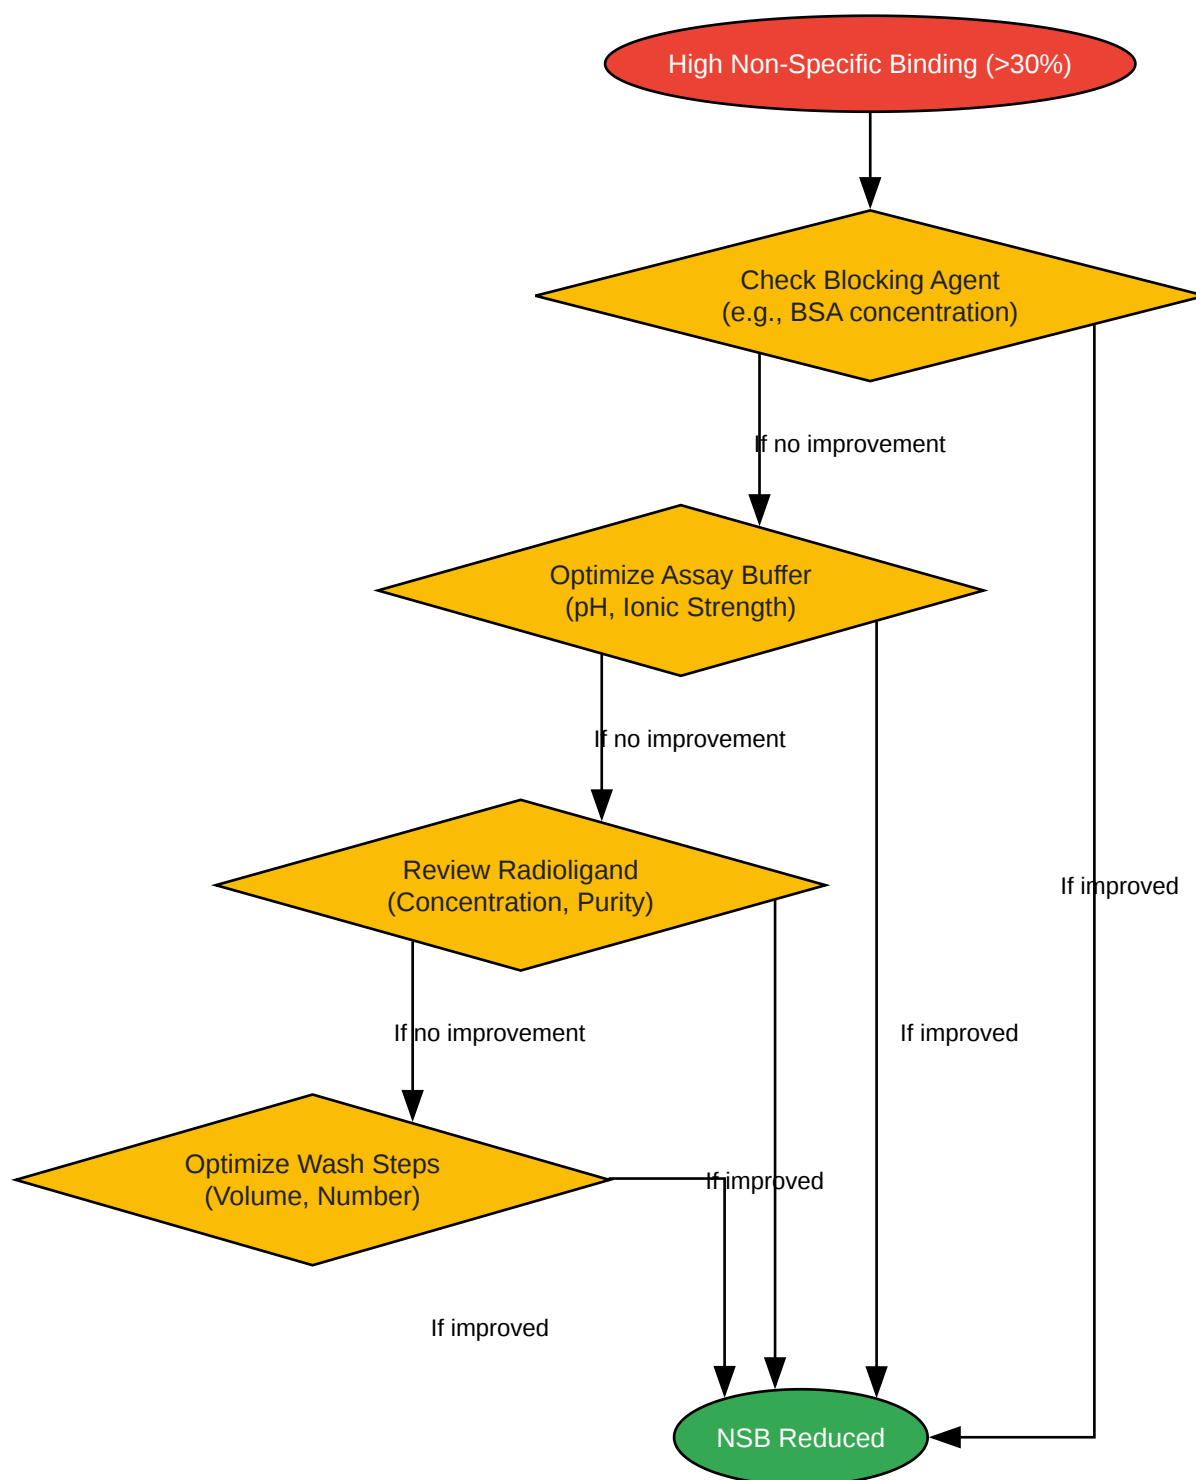 High Non-Specific Binding (>30%)
Check Blocking Agent
(e.g., BSA concentration)
If no improvement
Optimize Assay Buffer
(pH, Ionic Strength)
If no improvement
Review Radioligand
(Concentration, Purity)
If improved
If no improvement
If improved
Optimize Wash Steps
(Volume, Number)
If improved
If improved
NSB Reduced